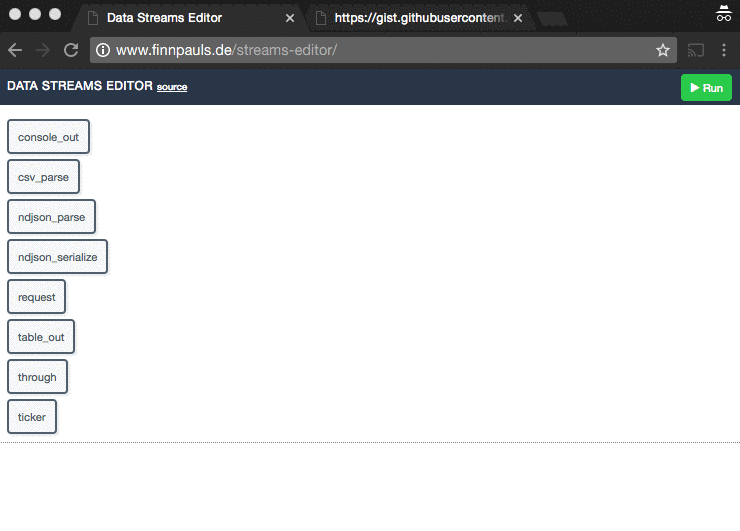 Data Streams Editor https://gist.githubusercontent.
www.finnpauls.de/streams-editor/
DATA STREAMS EDITOR source Run
console_out
csv_parse
ndjson_parse
ndjson_serialize
request
table_out
through
ticker